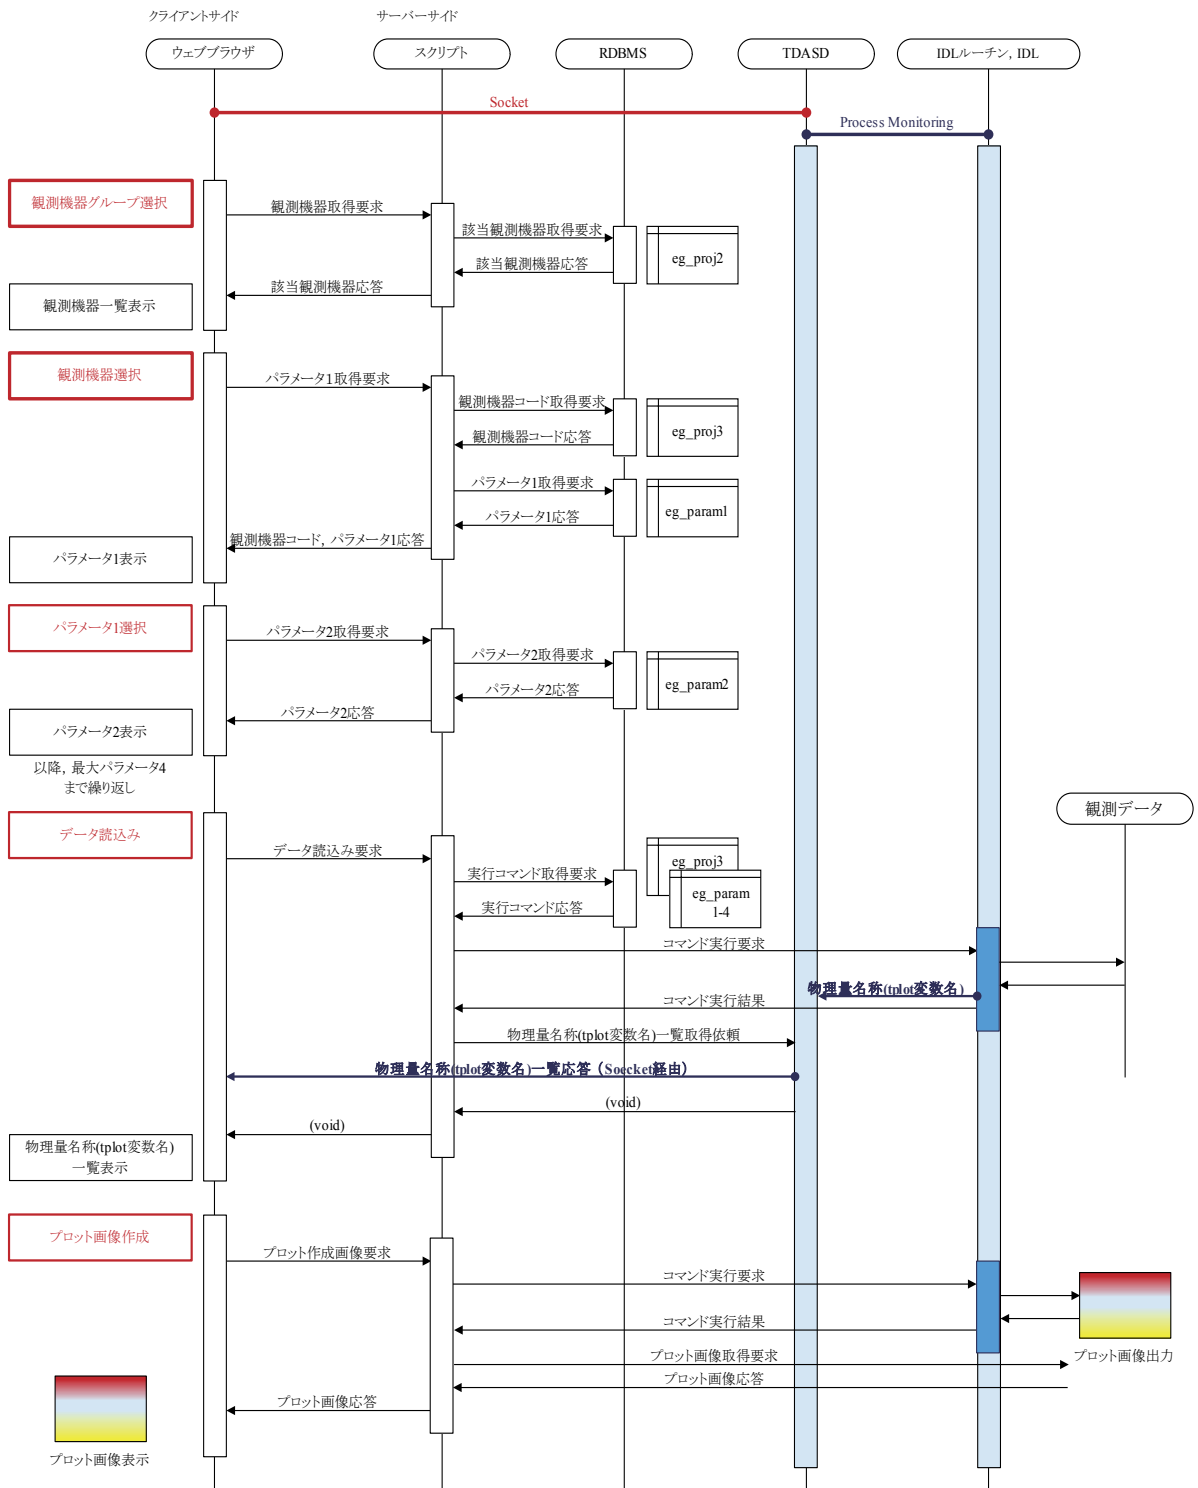 クライアントサイド
サーバーサイド
ウェブブラウザ
スクリプト
RDBMS
TDASD
IDLルーチン, IDL
Socket
Process Monitoring
観測機器グループ選択
観測機器取得要求
該当観測機器取得要求
eg_proj2
該当観測機器応答
該当観測機器応答
観測機器一覧表示
観測機器選択
パラメータ1取得要求
観測機器コード取得要求
eg_proj3
観測機器コード応答
パラメータ1取得要求
eg_param1
パラメータ1応答
観測機器コード, パラメータ1応答
パラメータ1表示
パラメータ1選択
パラメータ2取得要求
パラメータ2取得要求
eg_param2
パラメータ2応答
パラメータ2応答
パラメータ2表示
以降, 最大パラメータ4
まで繰り返し
観測データ
データ読込み
データ読込み要求
eg_proj3
実行コマンド取得要求
eg_param
1-4
実行コマンド応答
コマンド実行要求
物理量名称(tplot変数名)
コマンド実行結果
物理量名称(tplot変数名)一覧取得依頼
物理量名称(tplot変数名)一覧応答（Soecket経由）
(void)
(void)
物理量名称(tplot変数名)
一覧表示
プロット画像作成
プロット作成画像要求
コマンド実行要求
コマンド実行結果
プロット画像出力
プロット画像取得要求
プロット画像応答
プロット画像応答
プロット画像表示